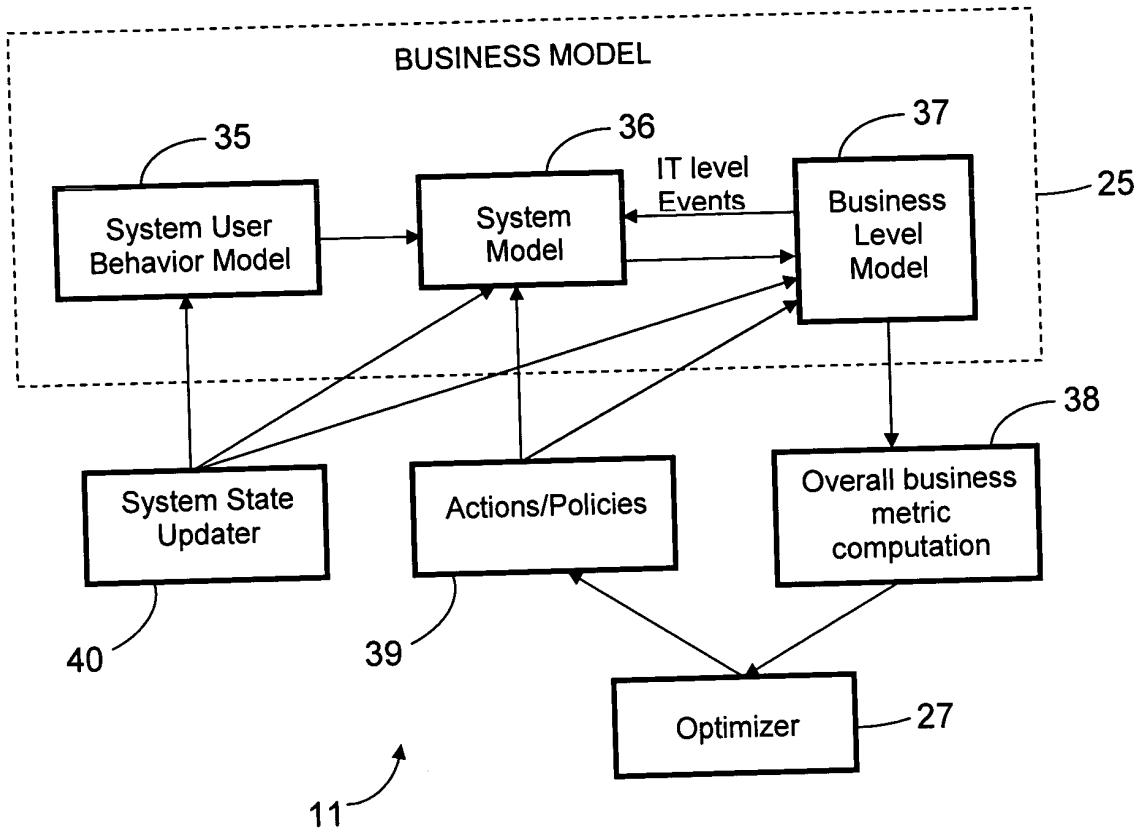 BUSINESS MODEL
35
36
37
25
System User
Behavior Model
System
Model
IT level
Events
Business
Level
Model
38
System State
Updater
Actions/Policies
Overall business
metric
computation
40
39
Optimizer
27
11